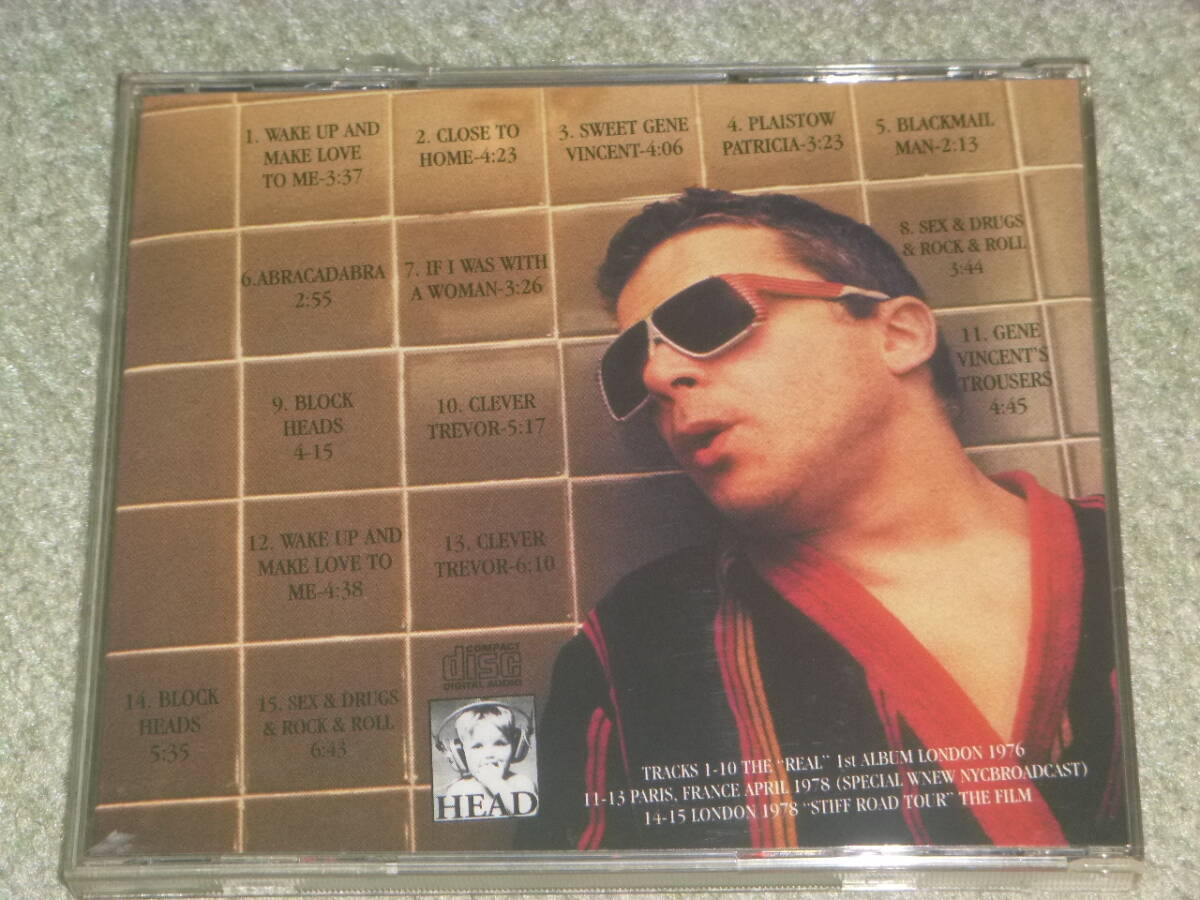 1. WAKE UP AND
MAKE LOVE
TO ME-3:37
2. CLOSE TO
HOME-4:23
3. SWEET GENE
VINCENT-4:06
4. PLAISTOW
PATRICIA-3:23
5. BLACKMAIL
MAN-2:13
6.ABRACADABRA
2:55
7. IF I WAS WITH
A WOMAN-3:26
8. SEX & DRUGS
& ROCK & ROLL
3:44
9. BLOCK
HEADS
4-15
10. CLEVER
TREVOR-5:17
11. GENE
VINCENT'S
TROUSERS
4:45
12. WAKE UP AND
MAKE LOVE TO
ME-4:38
13. CLEVER
TREVOR-6:10
14. BLOCK
HEADS
5:35
15. SEX & DRUGS
& ROCK & ROLL
6:43
COMPACT
disc
DIGITAL AUDIO
HEAD
TRACKS 1-10 THE "REAL" 1st ALBUM LONDON 1976
11-13 PARIS, FRANCE APRIL 1978 (SPECIAL WNEW NYCBROADCAST)
14-15 LONDON 1978 "STIFF ROAD TOUR" THE FILM